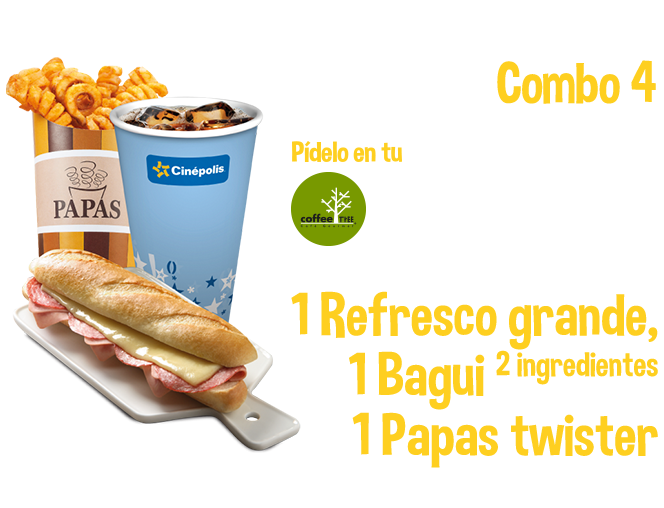 Combo 4
Pídelo en tu
coffee TREE
Cinépolis
PAPAS
1 Refresco grande,
1 Bagui 2 ingredientes
1 Papas twister